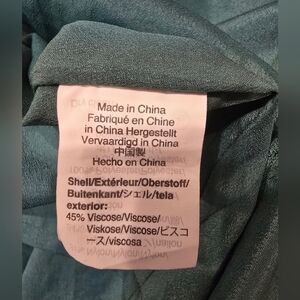 Made in China
Fabriqué en Chine
in China Hergestellt
Vervaardigd in China
中国製
Hecho en China
Shell/Extérieur/Oberstoff/
Buitenkant/シェル/tela
exterior:
45% Viscose/Viscose/
Viskose/Viscose/ビスコ
ース/viscosa